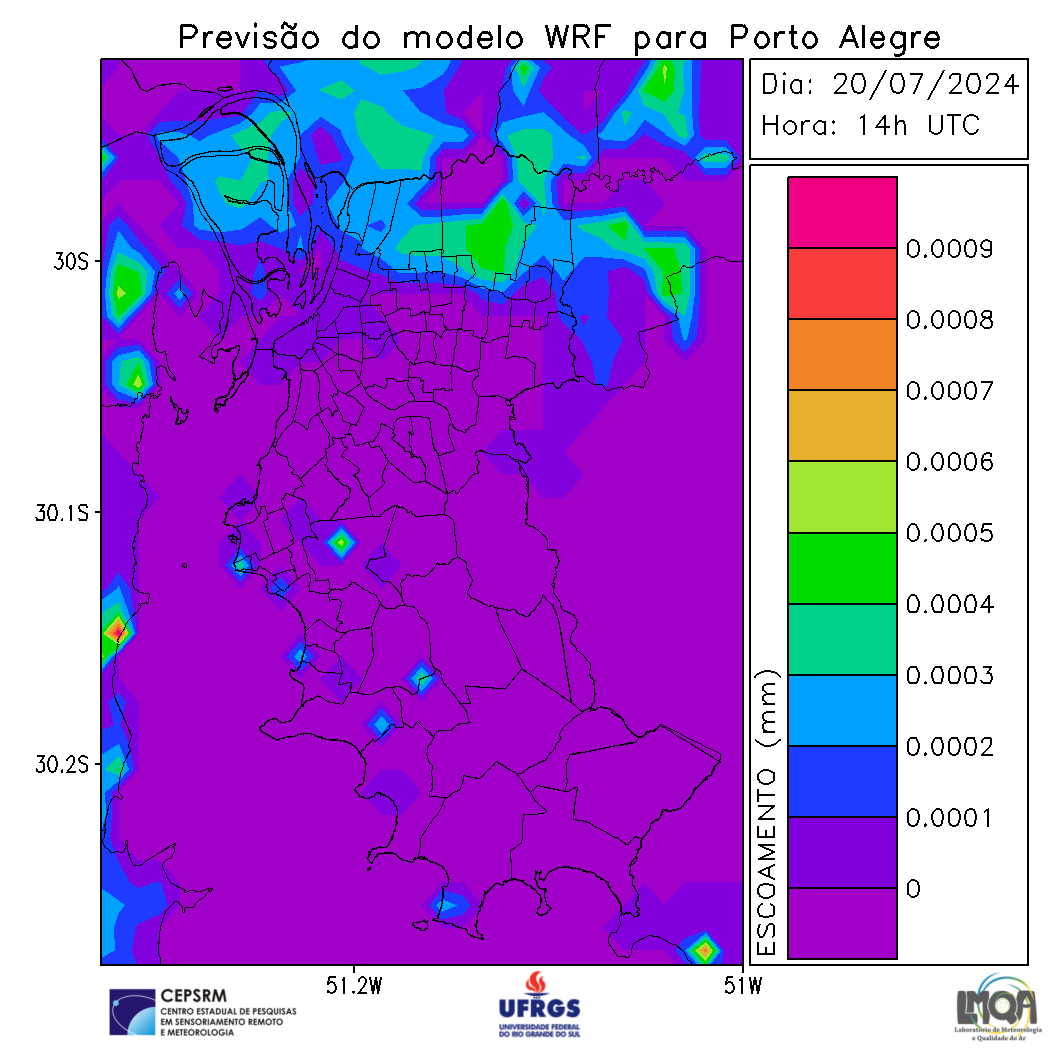 Previsão do modelo WRF para Porto Alegre
Dia: 20/07/2024
Hora: 14h UTC
30S
30.1S
30.2S
51.2W
51W
ESCOAMENTO (mm)
0.0009
0.0008
0.0007
0.0006
0.0005
0.0004
0.0003
0.0002
0.0001
0
CEPSRM
CENTRO ESTADUAL DE PESQUISAS
EM SENSORIAMENTO REMOTO
E METEOROLOGIA
UFRGS
UNIVERSIDADE FEDERAL
DO RIO GRANDE DO SUL
LMQA
Laboratório de Meteorologia
e Qualidade do Ar